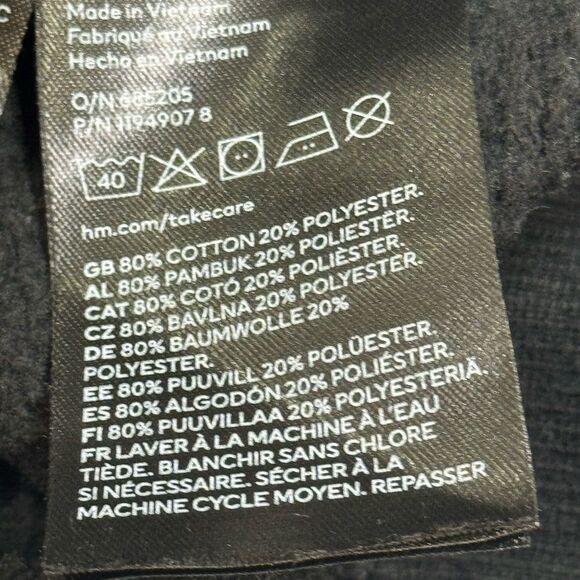 Made in Vietnam
Fabriqué au Vietnam
Hecho en Vietnam
O/N 685205
P/N 1194907 8
40
hm.com/takecare
GB 80% COTTON 20% POLYESTER.
AL 80% PAMBUK 20% POLIESTËR.
CAT 80% COTÓ 20% POLIÈSTER.
CZ 80% BAVLNA 20% POLYESTER.
DE 80% BAUMWOLLE 20%
POLYESTER.
EE 80% PUUVILL 20% POLÜESTER.
ES 80% ALGODÓN 20% POLIÉSTER.
FI 80% PUUVILLAA 20% POLYESTERIÄ.
FR LAVER À LA MACHINE À L'EAU
TIÈDE. BLANCHIR SANS CHLORE
SI NÉCESSAIRE. SÉCHER À LA
MACHINE CYCLE MOYEN. REPASSER